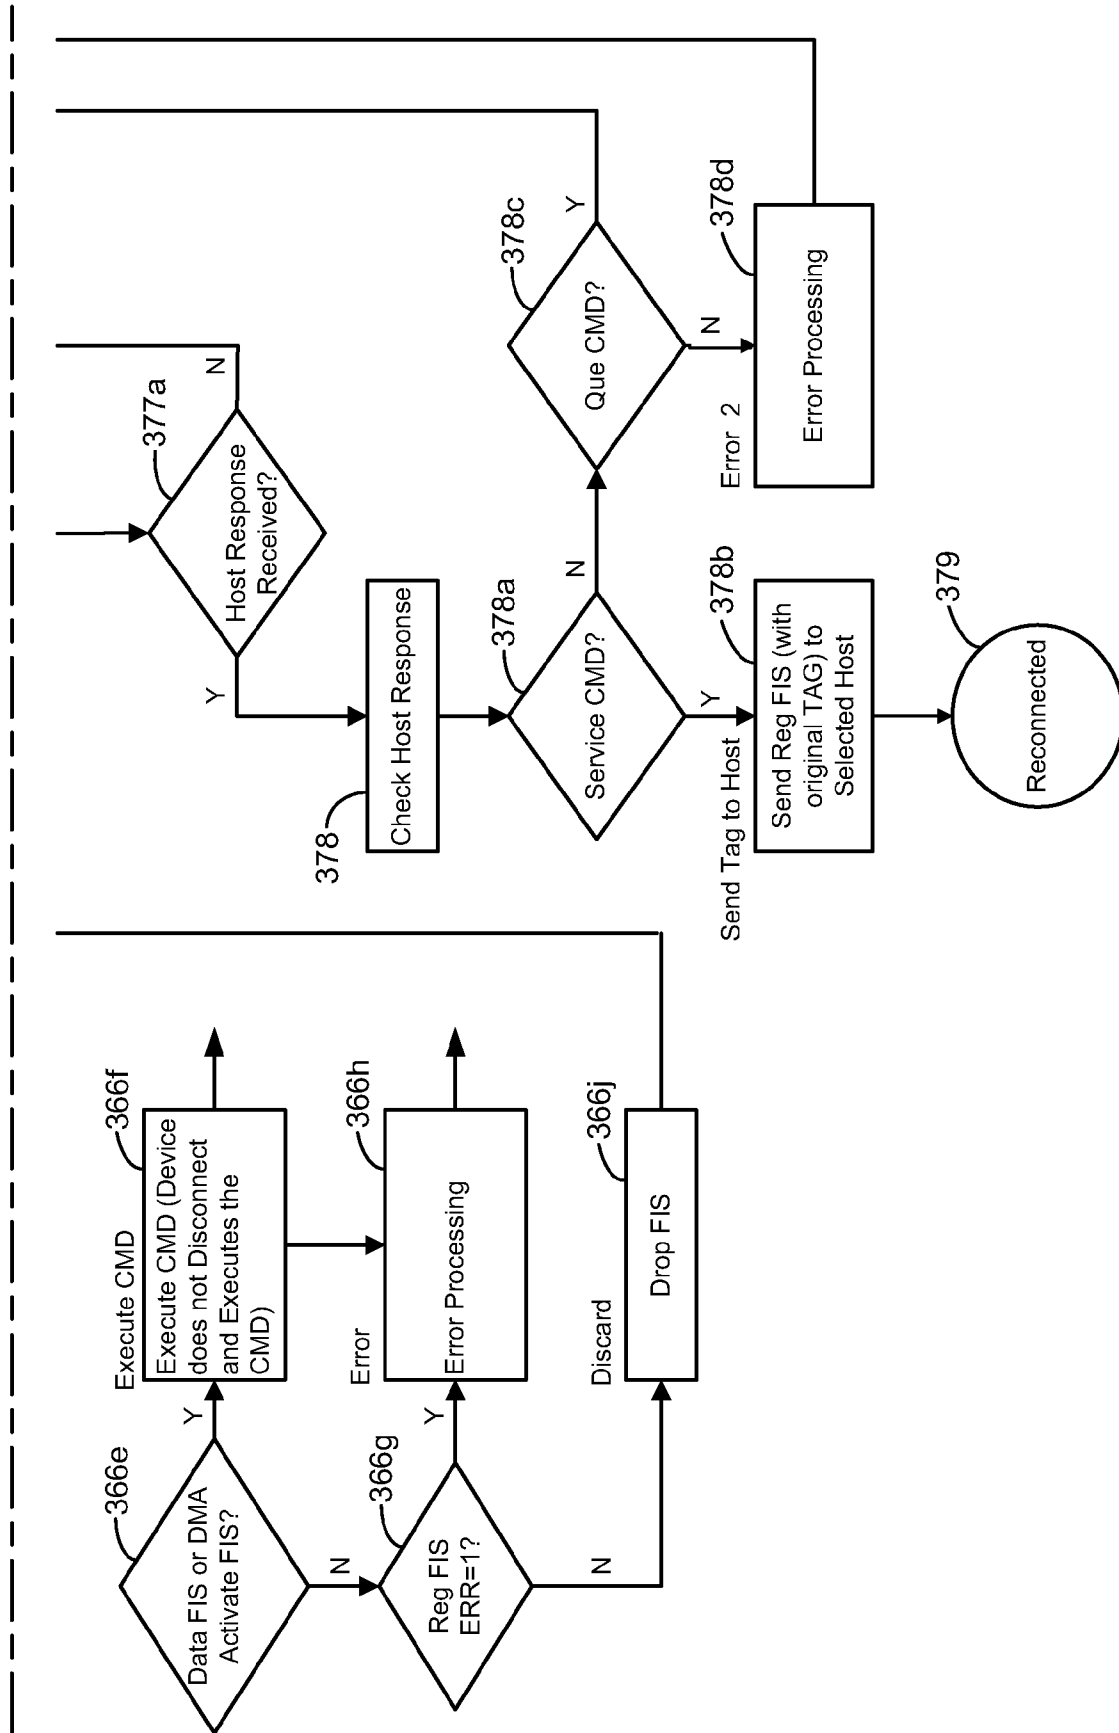 366e
Data FIS or DMA
Activate FIS?
Y
N
Execute CMD
366f
Execute CMD (Device
does not Disconnect
and Executes the
CMD)
366g
Reg FIS
ERR=1?
Y
N
Error
366h
Error Processing
Discard
366j
Drop FIS
377a
Host Response
Received?
Y
N
378
Check Host Response
378a
Service CMD?
N
Y
378c
Que CMD?
Y
N
Send Tag to Host
378b
Send Reg FIS (with
original TAG) to
Selected Host
Error 2
378d
Error Processing
379
Reconnected